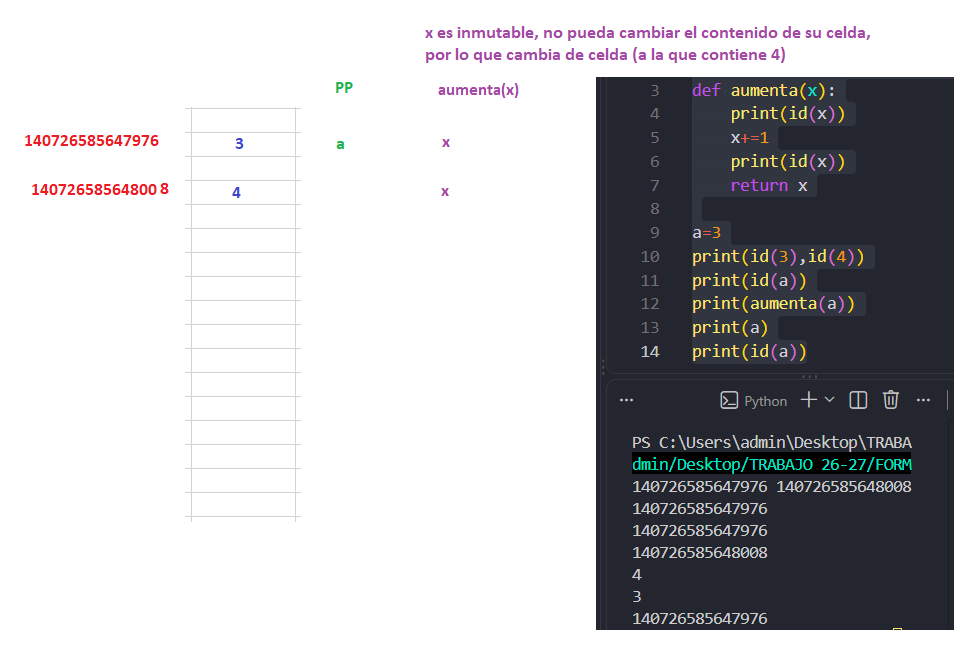 x es inmutable, no pueda cambiar el contenido de su celda,
por lo que cambia de celda (a la que contiene 4)
PP
aumenta(x)
140726585647976
3
a
x
140726585648008
4
x
3 def aumenta(x):
4 print(id(x))
5 x+=1
6 print(id(x))
7 return x
8
9 a=3
10 print(id(3),id(4))
11 print(id(a))
12 print(aumenta(a))
13 print(a)
14 print(id(a))
Python
PS C:\Users\admin\Desktop\TRABA
dmin/Desktop/TRABAJO 26-27/FORM
140726585647976 140726585648008
140726585647976
140726585647976
140726585648008
4
3
140726585647976